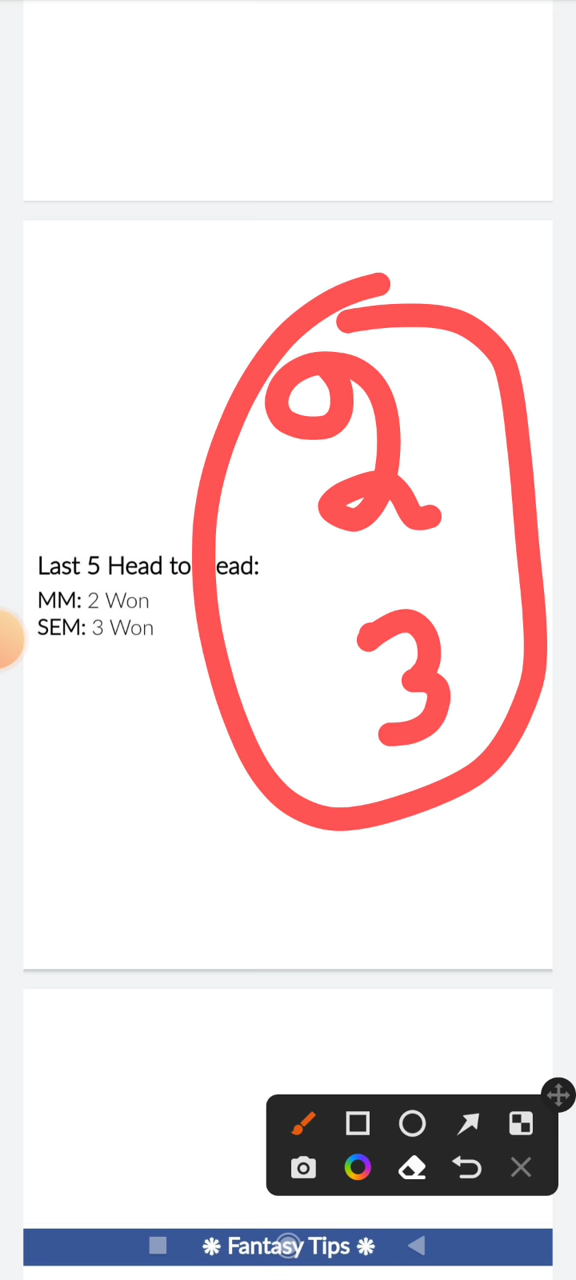 2
Last 5 Head to ead:
MM: 2 Won
SEM: 3 Won
3
❋ Fantasy Tips ❋